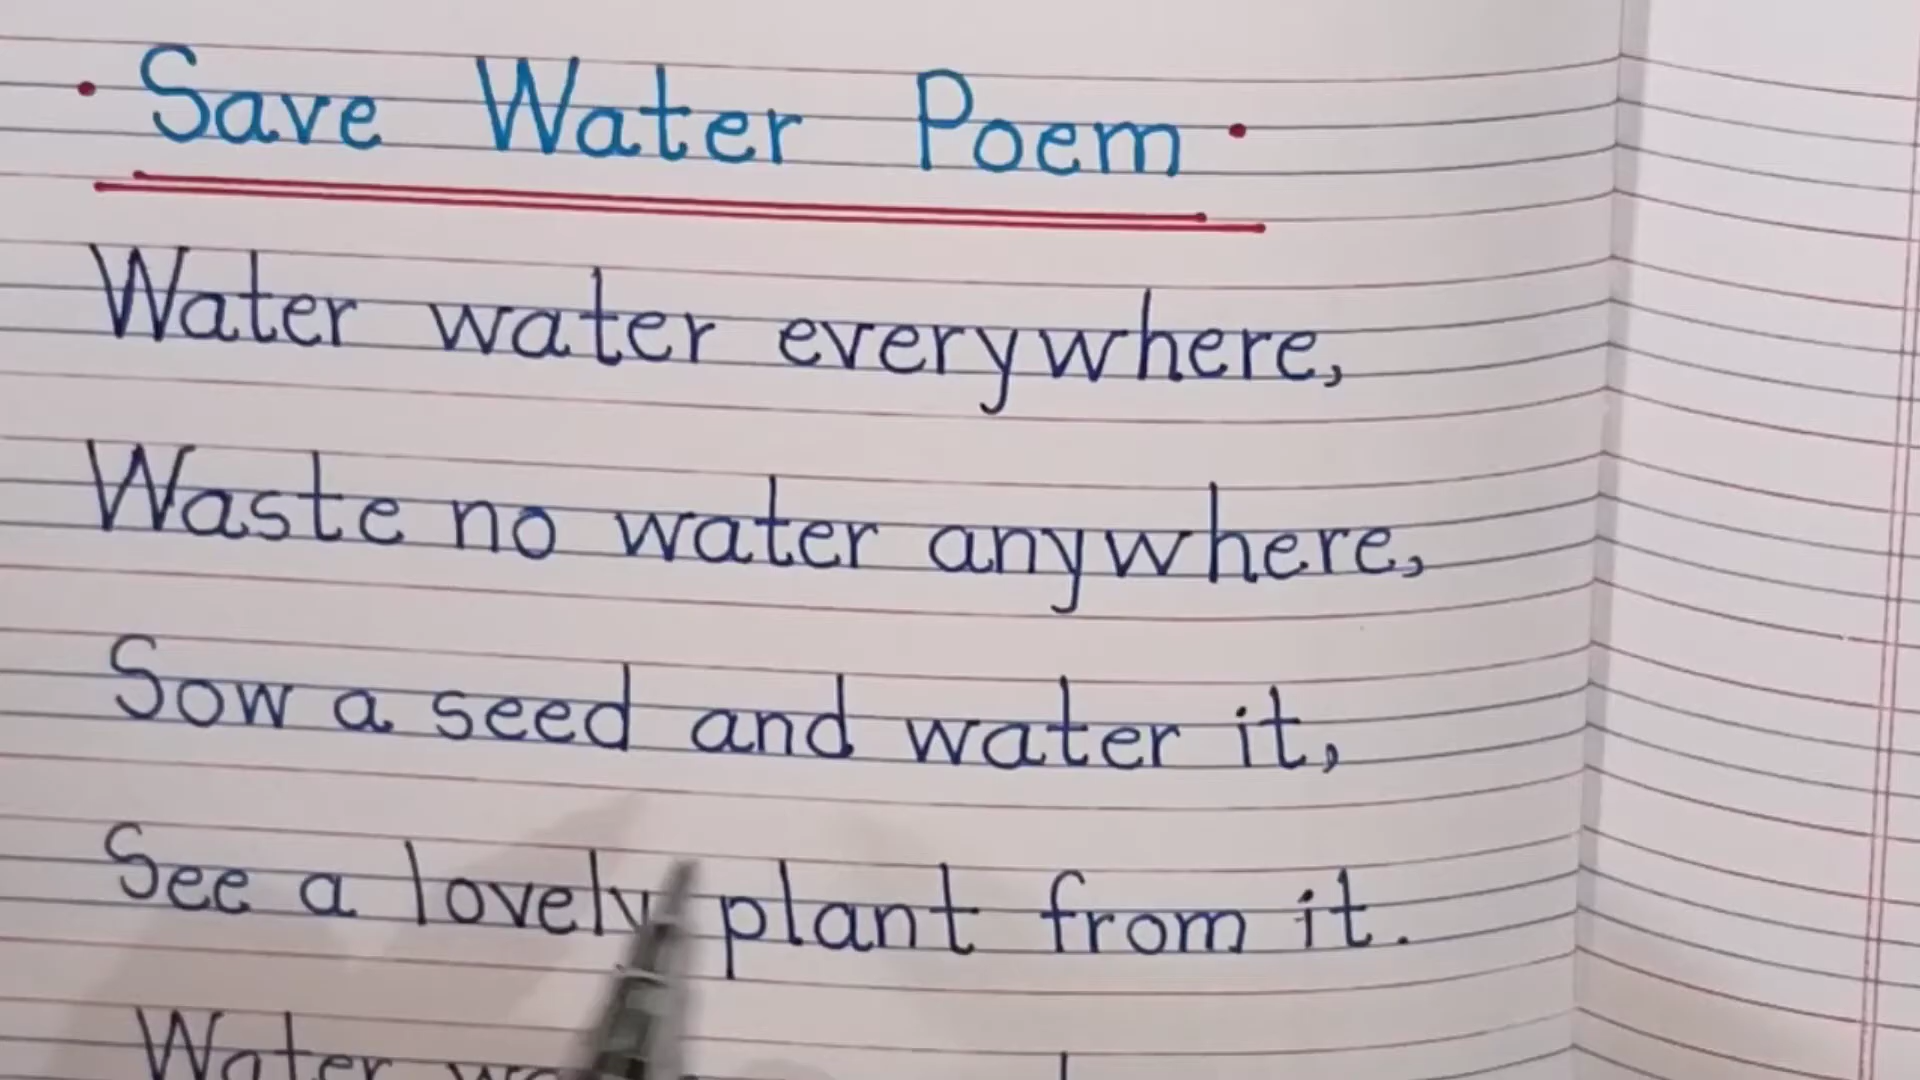 Save Water Poem
Water water everywhere,
Waste no water anywhere,
Sow a seed and water it,
See a lovely plant from it.
Water